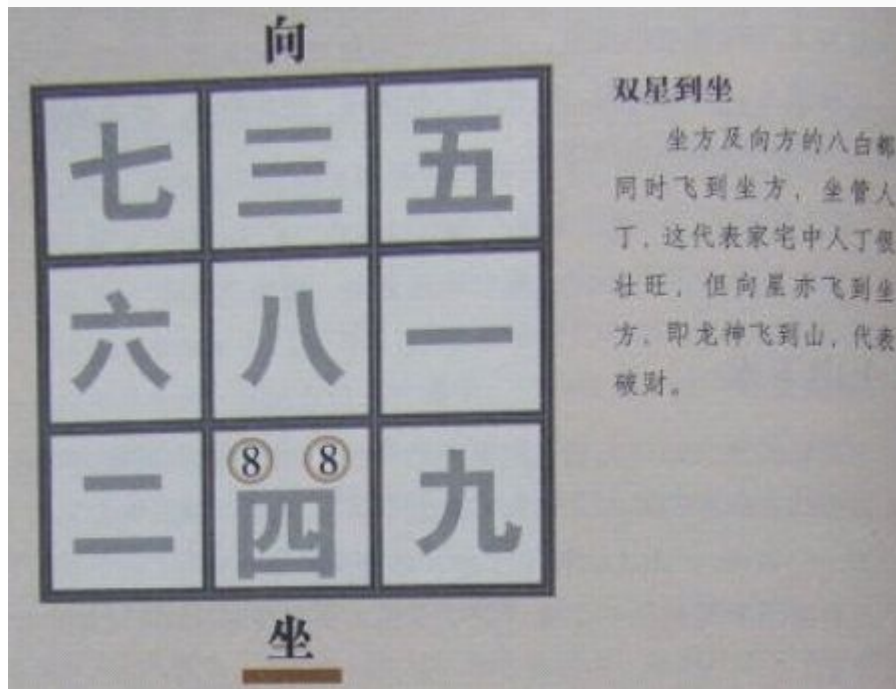 向
七 三 五
六 八 一
8 8
二 四 九
坐
双星到坐
坐方及向方的八白都
同时飞到坐方，坐管人
丁，这代表家宅中人丁很
壮旺，但向星亦飞到坐
方，即龙神飞到山，代表
破财。